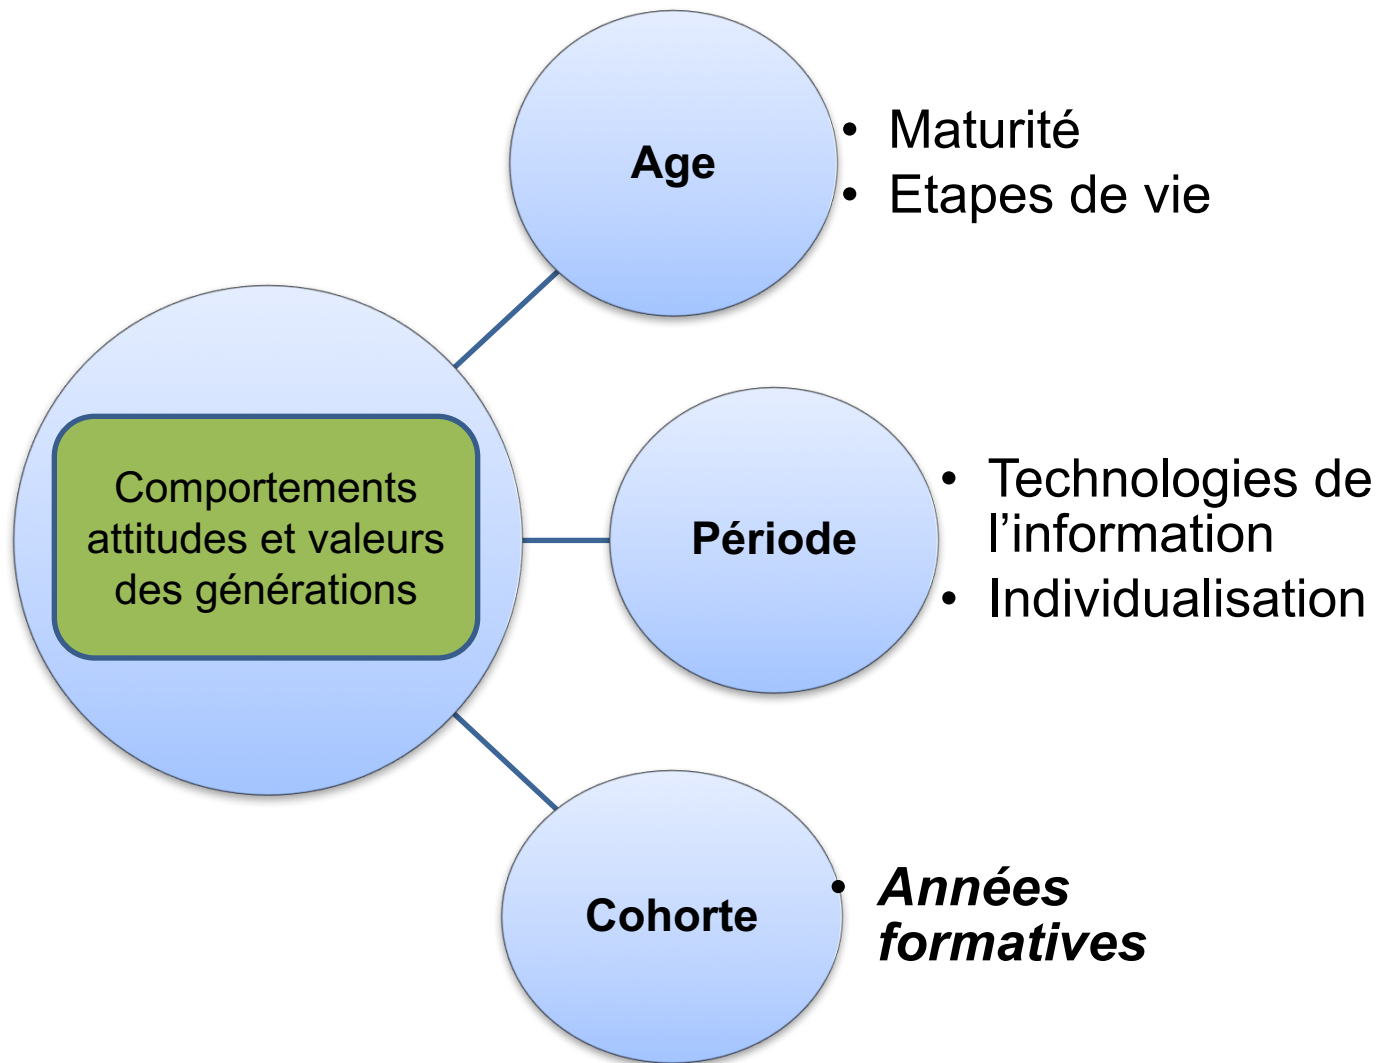 Age
• Maturité
• Etapes de vie
Comportements
attitudes et valeurs
des générations
Période
• Technologies de
l’information
• Individualisation
Cohorte
• Années
formatives